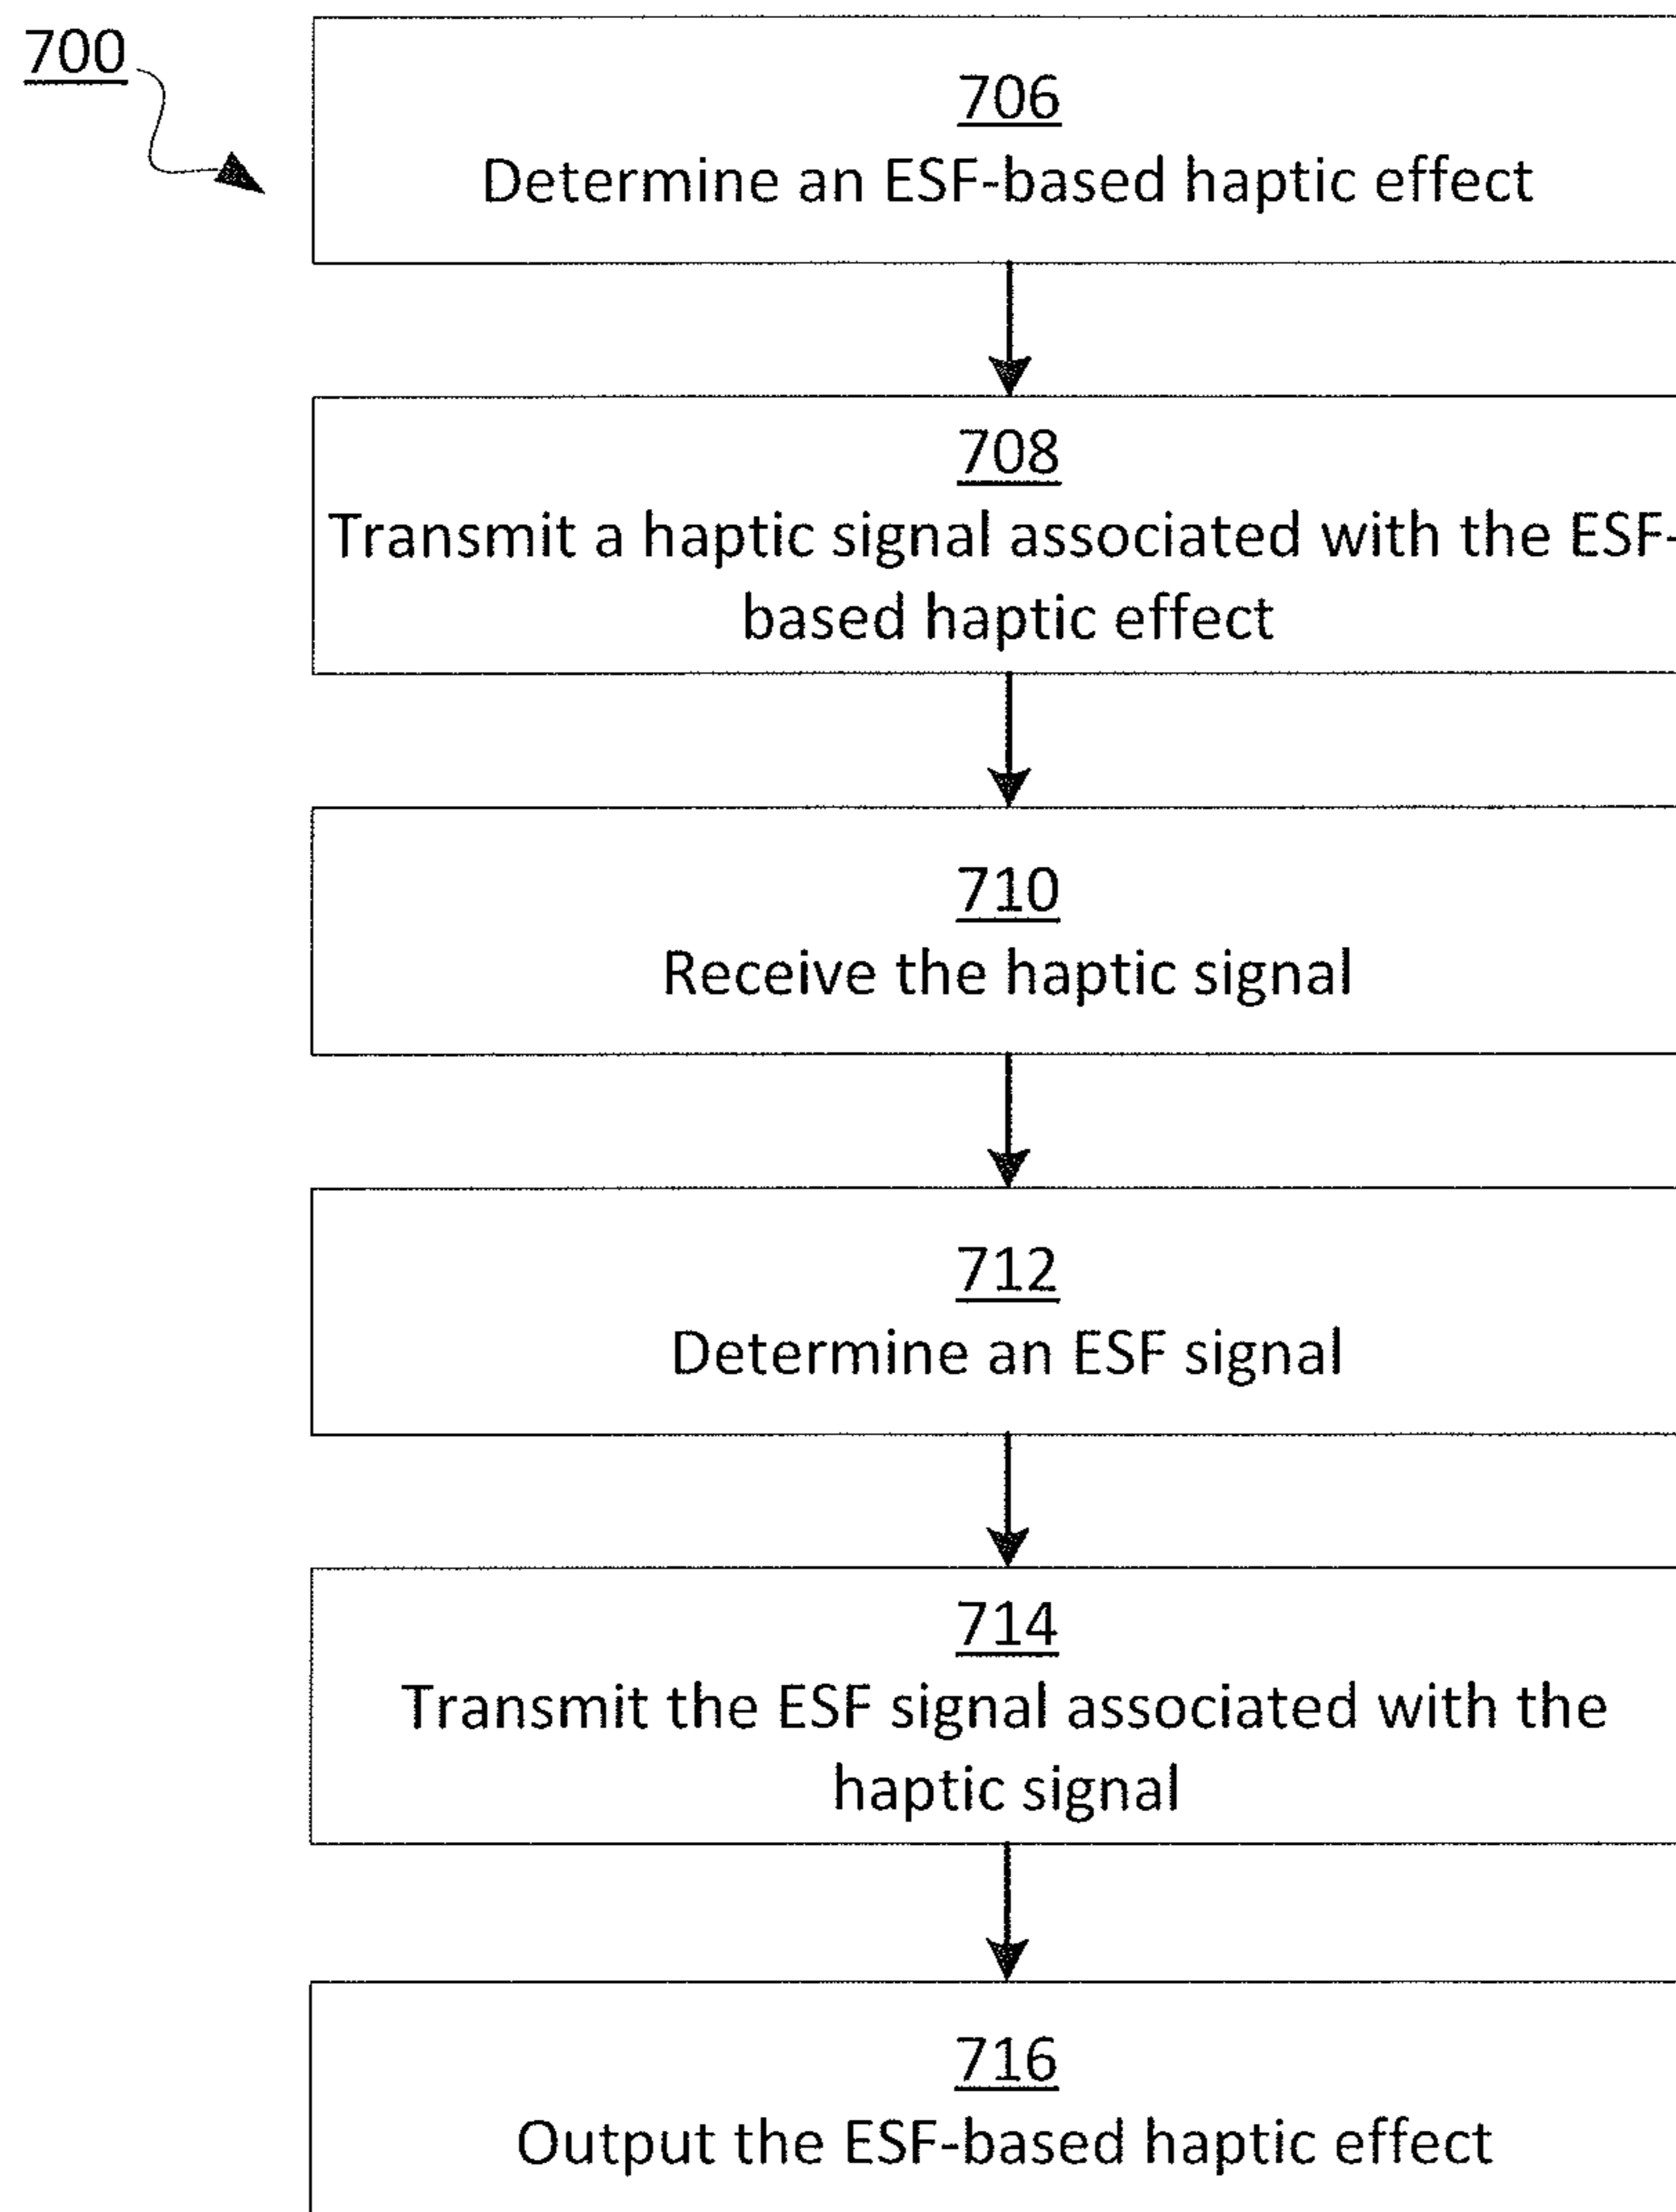 700
706
Determine an ESF-based haptic effect
708
Transmit a haptic signal associated with the ESF-
based haptic effect
710
Receive the haptic signal
712
Determine an ESF signal
714
Transmit the ESF signal associated with the
haptic signal
716
Output the ESF-based haptic effect